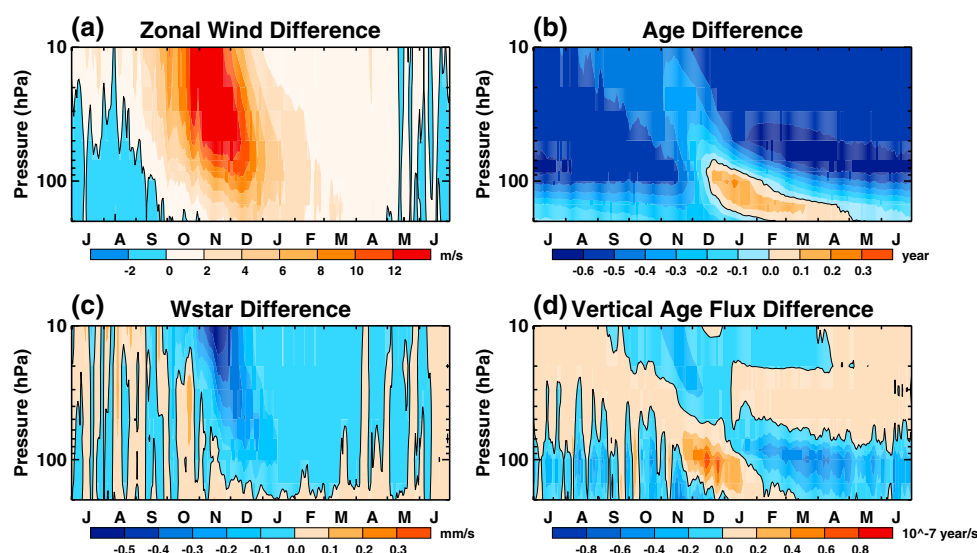 (a) Zonal Wind Difference
10
100
Pressure (hPa)
J A S O N D J F M A M J
-2 0 2 4 6 8 10 12 m/s
(b) Age Difference
10
100
Pressure (hPa)
J A S O N D J F M A M J
-0.6 -0.5 -0.4 -0.3 -0.2 -0.1 0.0 0.1 0.2 0.3 year
(c) Wstar Difference
10
100
Pressure (hPa)
J A S O N D J F M A M J
-0.5 -0.4 -0.3 -0.2 -0.1 0.0 0.1 0.2 0.3 mm/s
(d) Vertical Age Flux Difference
10
100
Pressure (hPa)
J A S O N D J F M A M J
-0.8 -0.6 -0.4 -0.2 0.0 0.2 0.4 0.6 0.8 10^-7 year/s